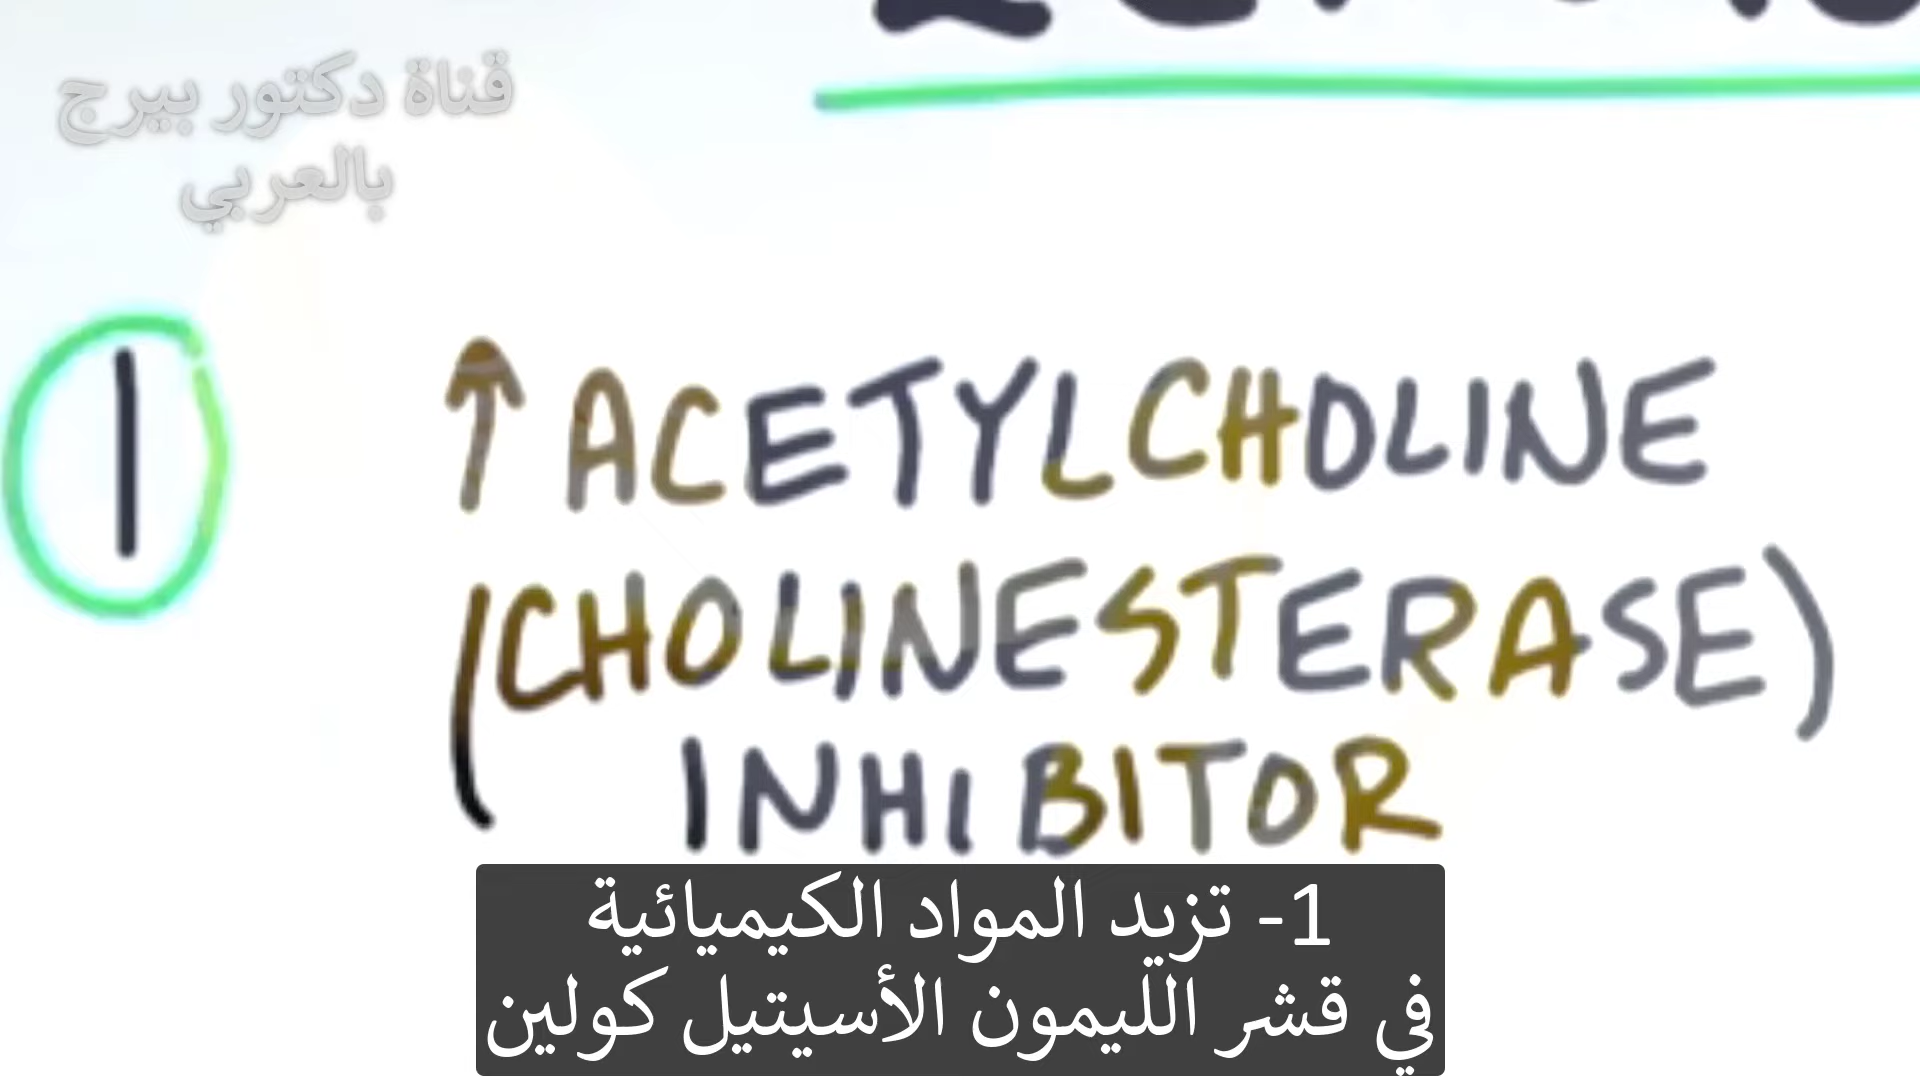 قناة دكتور بيرج
بالعربي
1
↑ ACETYLCHOLINE
(CHOLINESTERASE)
INHIBITOR
1- تزيد المواد الكيميائية
في قشر الليمون الأسيتيل كولين